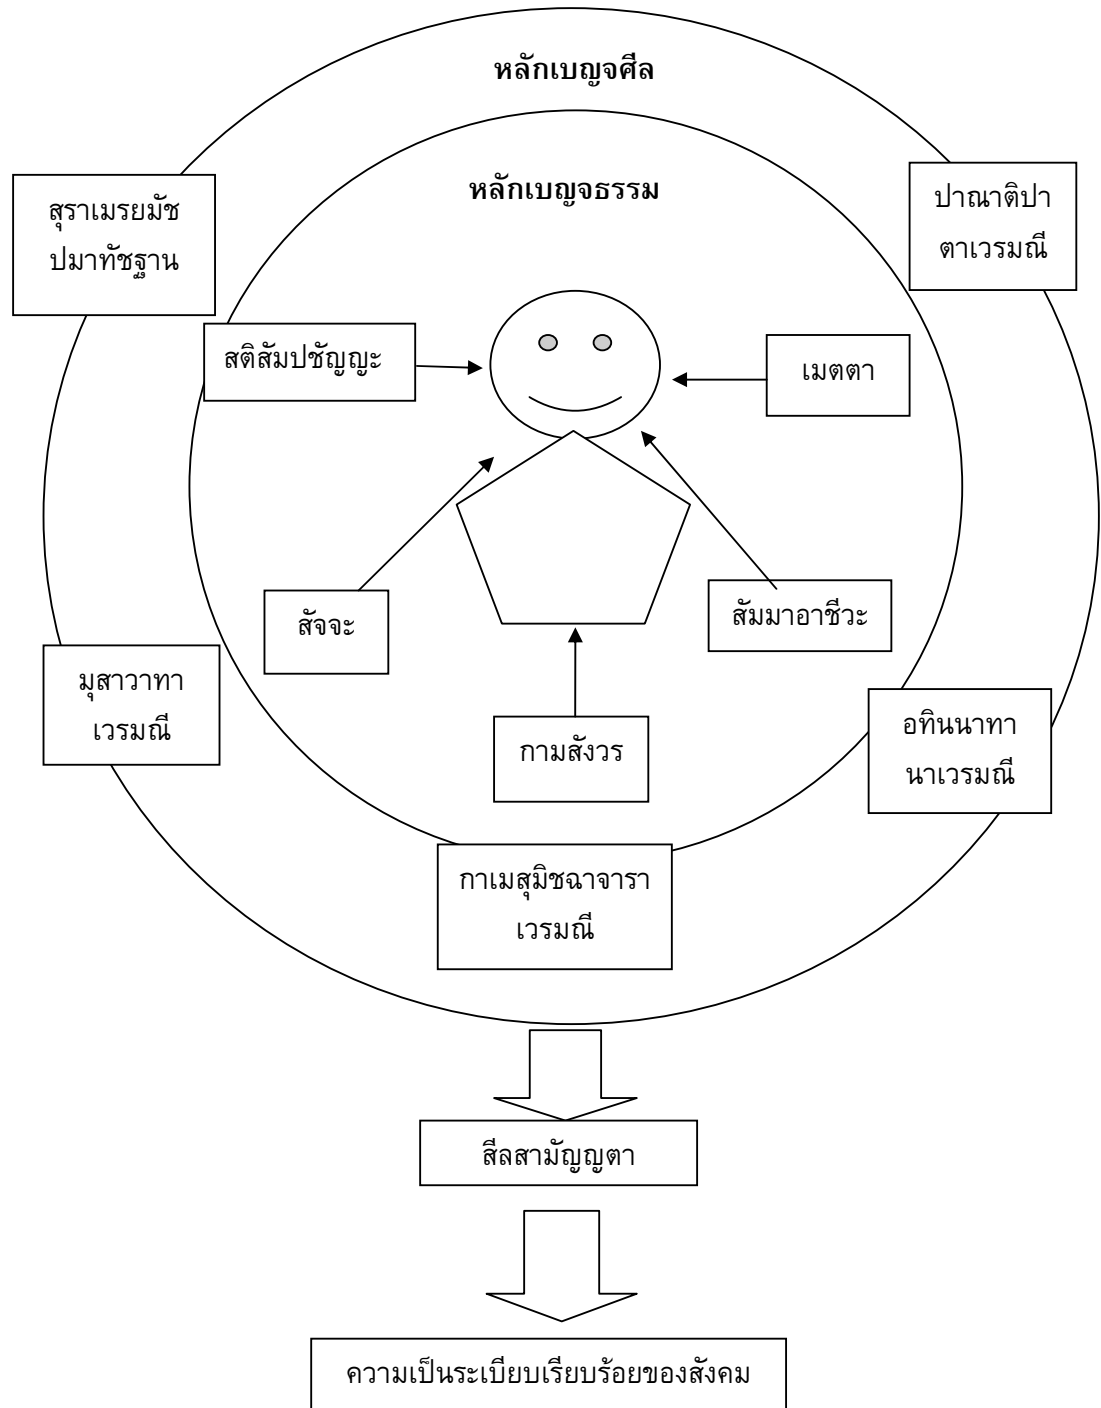 หลักเบญจศีล
หลักเบญจธรรม
สุราเมรยมัช
ปมาทัชฐาน
ปาณาติปา
ตาเวรมณี
สติสัมปชัญญะ
เมตตา
สัจจะ
สัมมาอาชีวะ
มุสาวาทา
เวรมณี
กามสังวร
อทินนาทา
นาเวรมณี
กาเมสุมิชฉาจารา
เวรมณี
สีลสามัญญตา
ความเป็นระเบียบเรียบร้อยของสังคม